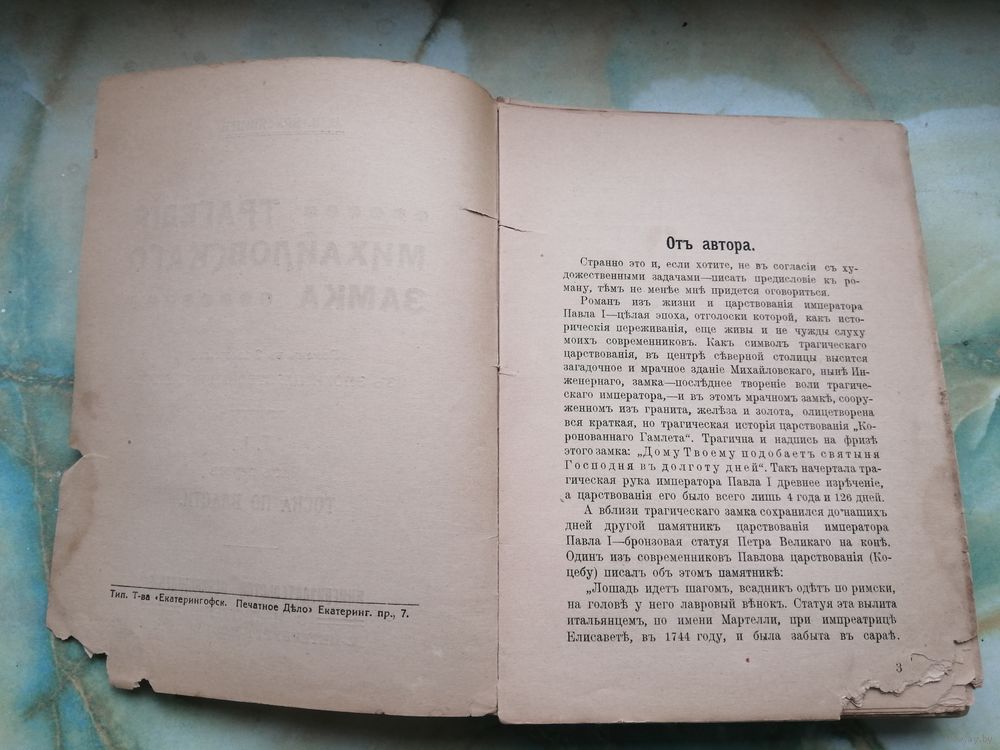 Тип. Т-ва «Екатерингофск. Печатное Дѣло» Екатеринг. пр., 7.
Отъ автора.
Странно это и, если хотите, не въ согласіи съ ху-
дожественными задачами—писать предисловіе къ ро-
ману, тѣмъ не менѣе мнѣ придется оговориться.
Романъ изъ жизни и царствованія императора
Павла I—цѣлая эпоха, отголоски которой, какъ исто-
рическія переживанія, еще живы и не чужды слуху
моихъ современниковъ. Какъ символъ трагическаго
царствованія, въ центрѣ сѣверной столицы высится
загадочное и мрачное зданіе Михайловскаго, нынѣ Ин-
женернаго, замка—послѣднее твореніе воли трагиче-
скаго императора,—и въ этомъ мрачномъ замкѣ, соору-
женномъ изъ гранита, желѣза и золота, олицетворена
вся краткая, но трагическая исторія царствованія „Ко-
ронованнаго Гамлета“. Трагична и надпись на фризѣ
этого замка: „Дому Твоему подобаетъ святыня
Господня въ долготу дней“. Такъ начертала тра-
гическая рука императора Павла I древнее изрѣченіе,
а царствованія его было всего лишь 4 года и 126 дней.
А вблизи трагическаго замка сохранился до нашихъ
дней другой памятникъ царствованія императора
Павла I—бронзовая статуя Петра Великаго на конѣ.
Одинъ изъ современниковъ Павлова царствованія (Ко-
цебу) писалъ объ этомъ памятникѣ:
„Лошадь идетъ шагомъ, всадникъ одѣтъ по римски,
на головѣ у него лавровый вѣнокъ. Статуя эта вылита
итальянцемъ, по имени Мартелли, при импреатрицѣ
Елисаветѣ, въ 1744 году, и была забыта въ сараѣ.
3